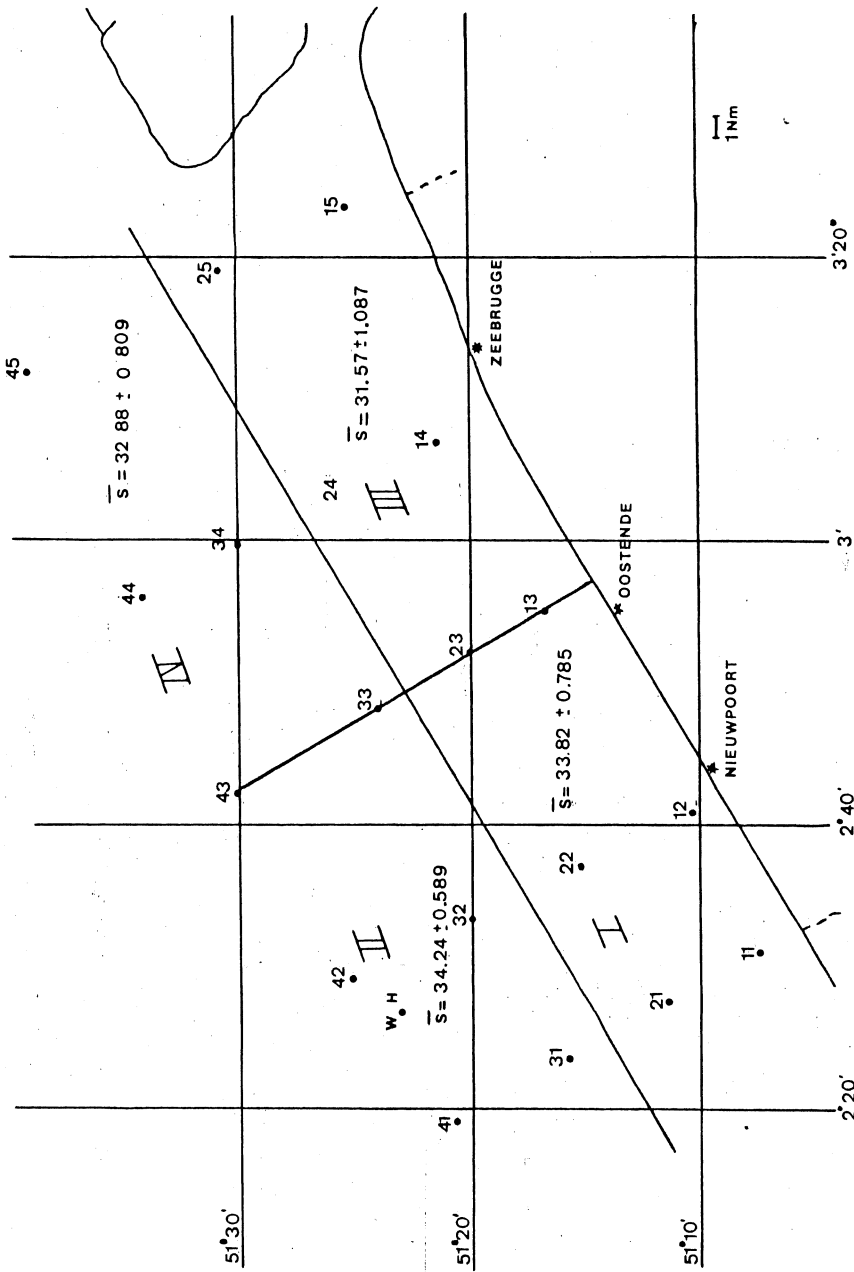 45
25
15
s = 32 88 ± 0 809
s = 31.57 ± 1.087
ZEEBRUGGE
14
24
III
44
34
IV
33
23
13
OOSTENDE
43
s = 33.82 ± 0.785
NIEUWPOORT
12
22
I
42
II
W H
32
s = 34.24 ± 0.589
11
21
31
41
1 Nm
51°30'
51°20'
51°10'
2°20'
2°40'
3'
3'20°